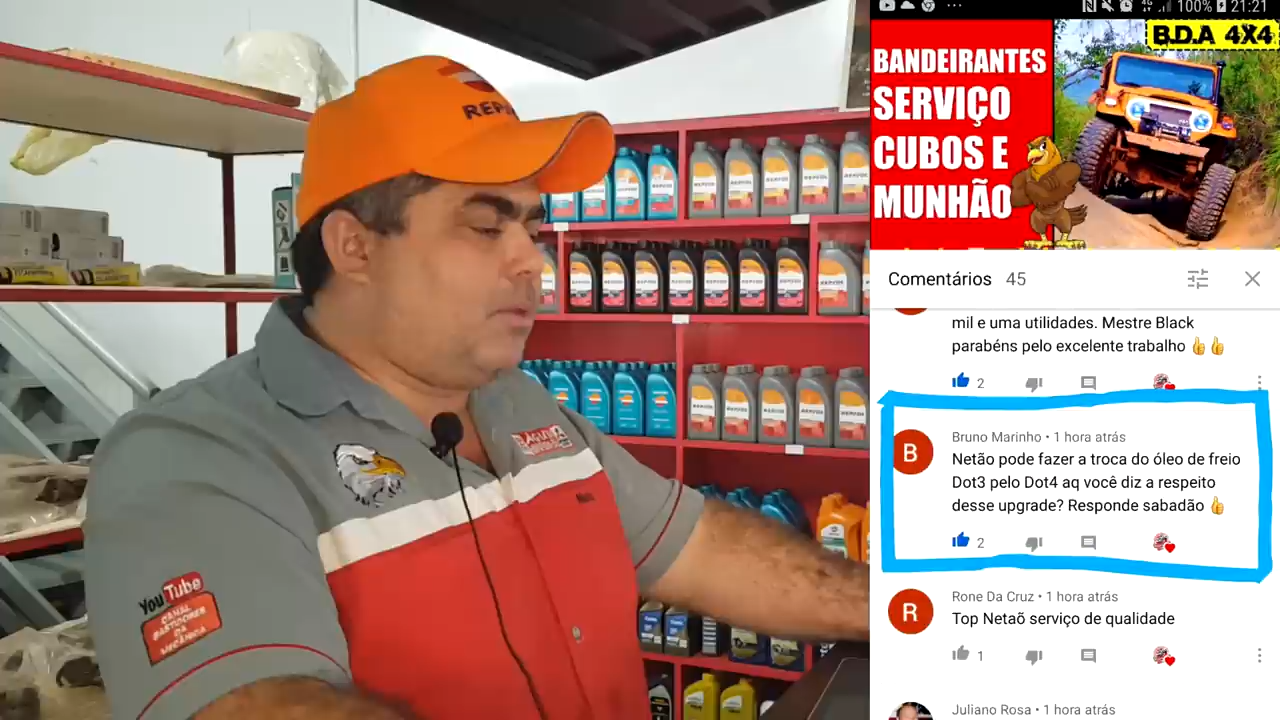 REPSOL
YouTube
CANAL
BASTIDORES
DA
MECÂNICA
REPSOL
REPSOL
21:21
100%
B.D.A 4X4
BANDEIRANTES
SERVIÇO
CUBOS E
MUNHÃO
Comentários 45
mil e uma utilidades. Mestre Black
parabéns pelo excelente trabalho 👍👍
2
B
Bruno Marinho • 1 hora atrás
Netão pode fazer a troca do óleo de freio
Dot3 pelo Dot4 aq você diz a respeito
desse upgrade? Responde sabadão 👍
2
R
Rone Da Cruz • 1 hora atrás
Top Netaõ serviço de qualidade
1
Juliano Rosa • 1 hora atrás